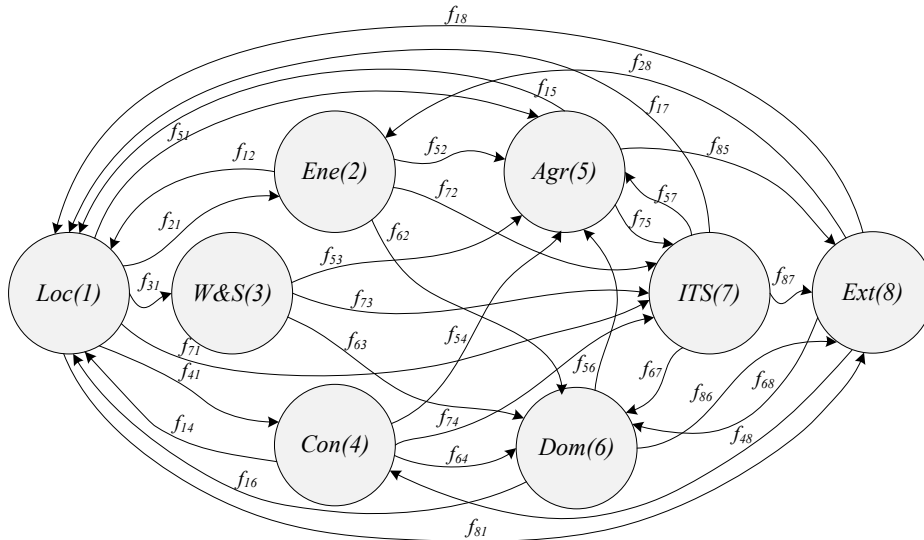 f18
f28
f15
f17
f51
f12
f52
f85
Ene(2)
Agr(5)
f72
f57
f21
f62
f75
f53
f31
f87
Loc(1)
W&S(3)
ITS(7)
Ext(8)
f73
f54
f71
f63
f56
f67
f41
f68
f86
f74
f14
f48
Con(4)
f64
Dom(6)
f16
f81